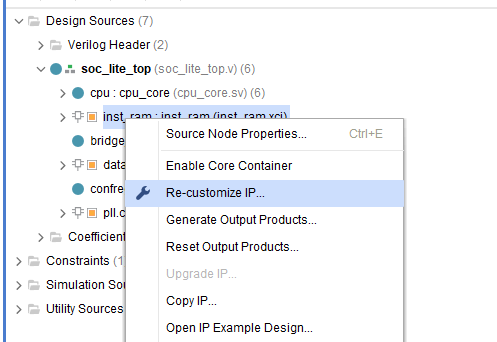 Design Sources (7)
Verilog Header (2)
soc_lite_top (soc_lite_top.v) (6)
cpu : cpu_core (cpu_core.sv) (6)
inst_ram : inst_ram (inst_ram.xci)
Source Node Properties... Ctrl+E
bridge
Enable Core Container
data
confre
Re-customize IP...
pll.c
Generate Output Products...
Coefficient
Reset Output Products...
Constraints (1
Upgrade IP...
Simulation Sou
Copy IP...
Utility Sources
Open IP Example Design...